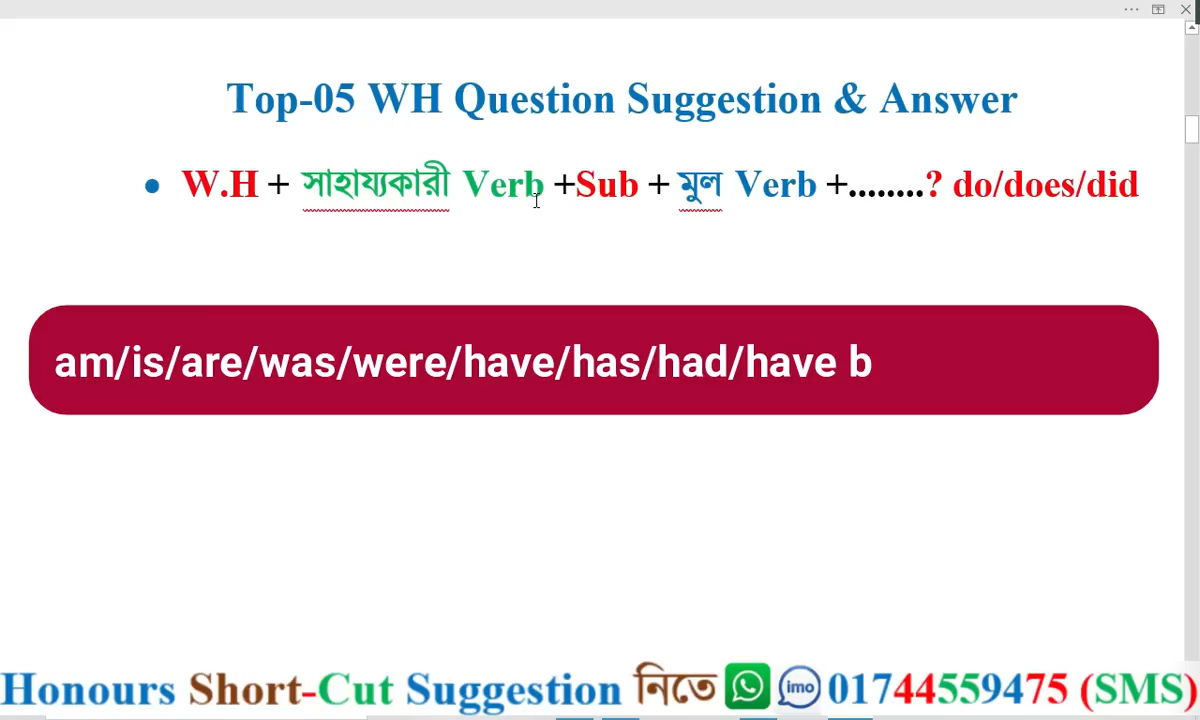 Top-05 WH Question Suggestion & Answer
• W.H + সাহায্যকারী Verb +Sub + মুল Verb +........? do/does/did
am/is/are/was/were/have/has/had/have b
Honours Short-Cut Suggestion নিতে imo 01744559475 (SMS)